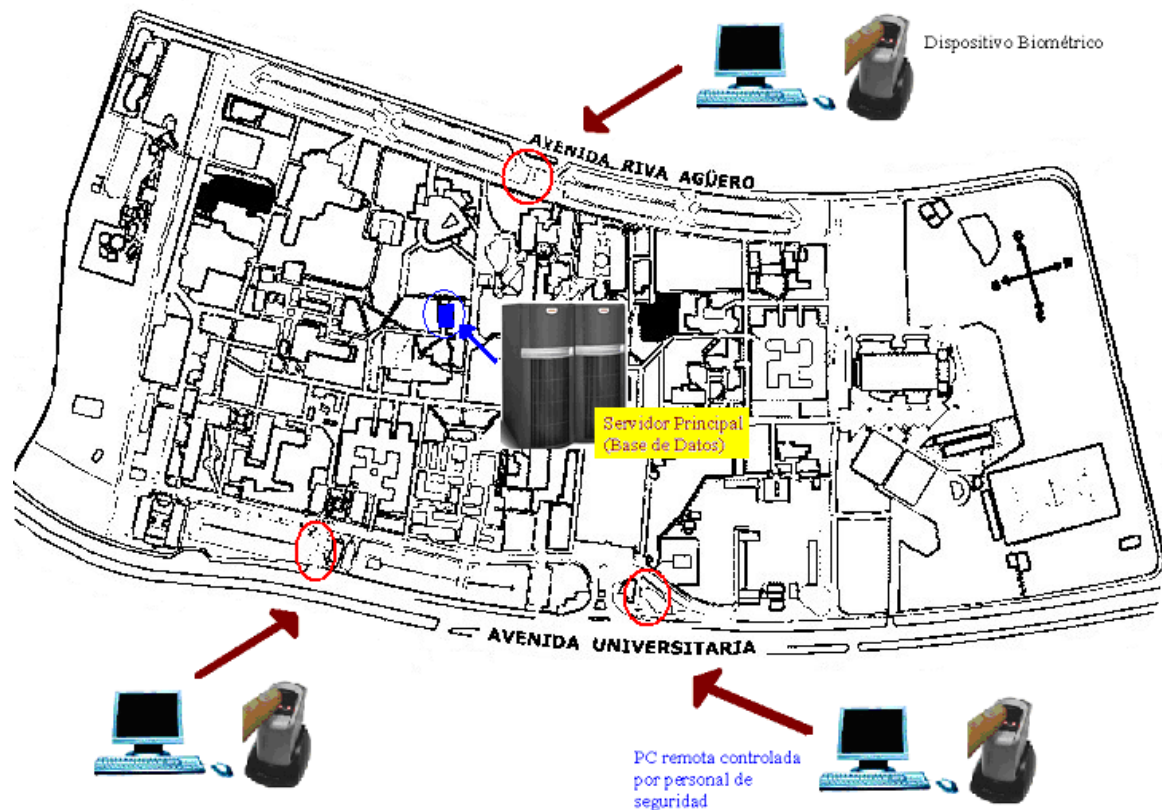 Dispositivo Biométrico
AVENIDA RIVA AGÜERO
Servidor Principal
(Base de Datos)
AVENIDA UNIVERSITARIA
PC remota controlada
por personal de
seguridad